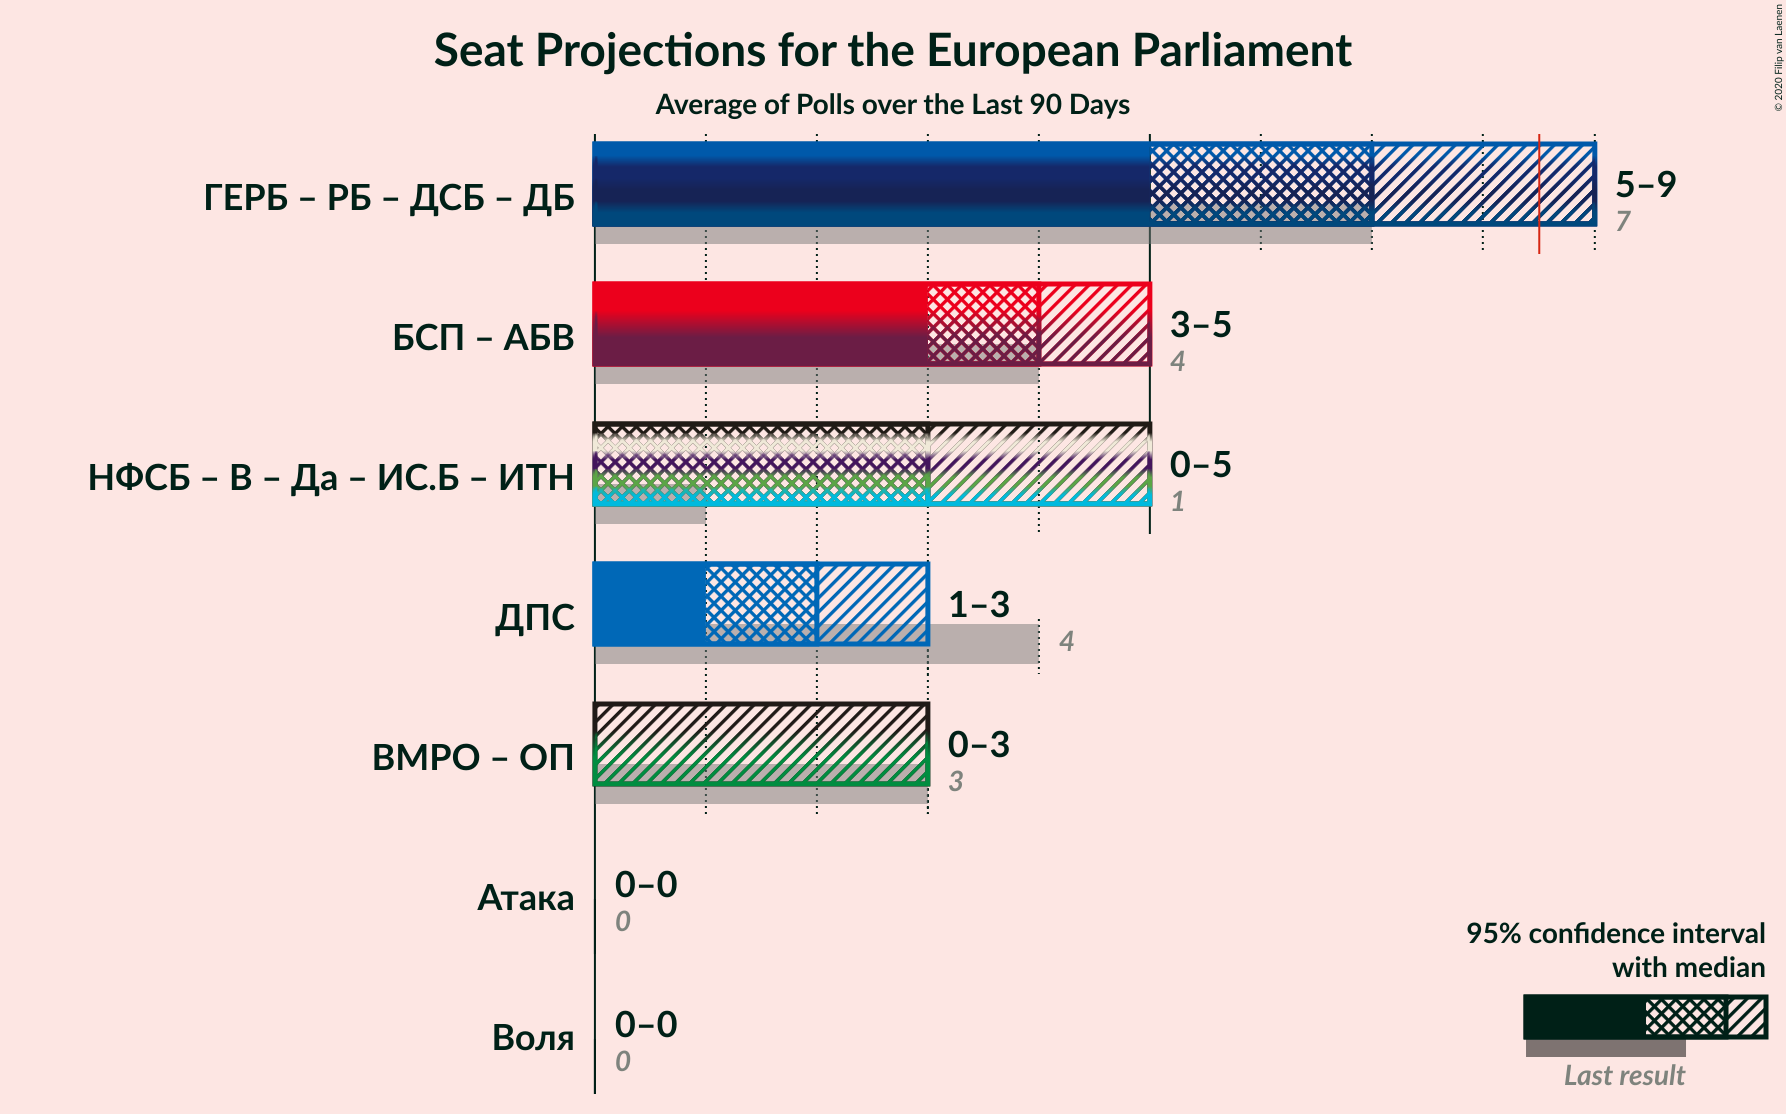 Seat Projections for the European Parliament
Average of Polls over the Last 90 Days
© 2020 Filip van Laenen
ГЕРБ – РБ – ДСБ – ДБ
5–9
7
БСП – АБВ
3–5
4
НФСБ – В – Да – ИС.Б – ИТН
0–5
1
ДПС
1–3
4
ВМРО – ОП
0–3
3
Атака
0–0
0
Воля
0–0
0
95% confidence interval
with median
Last result